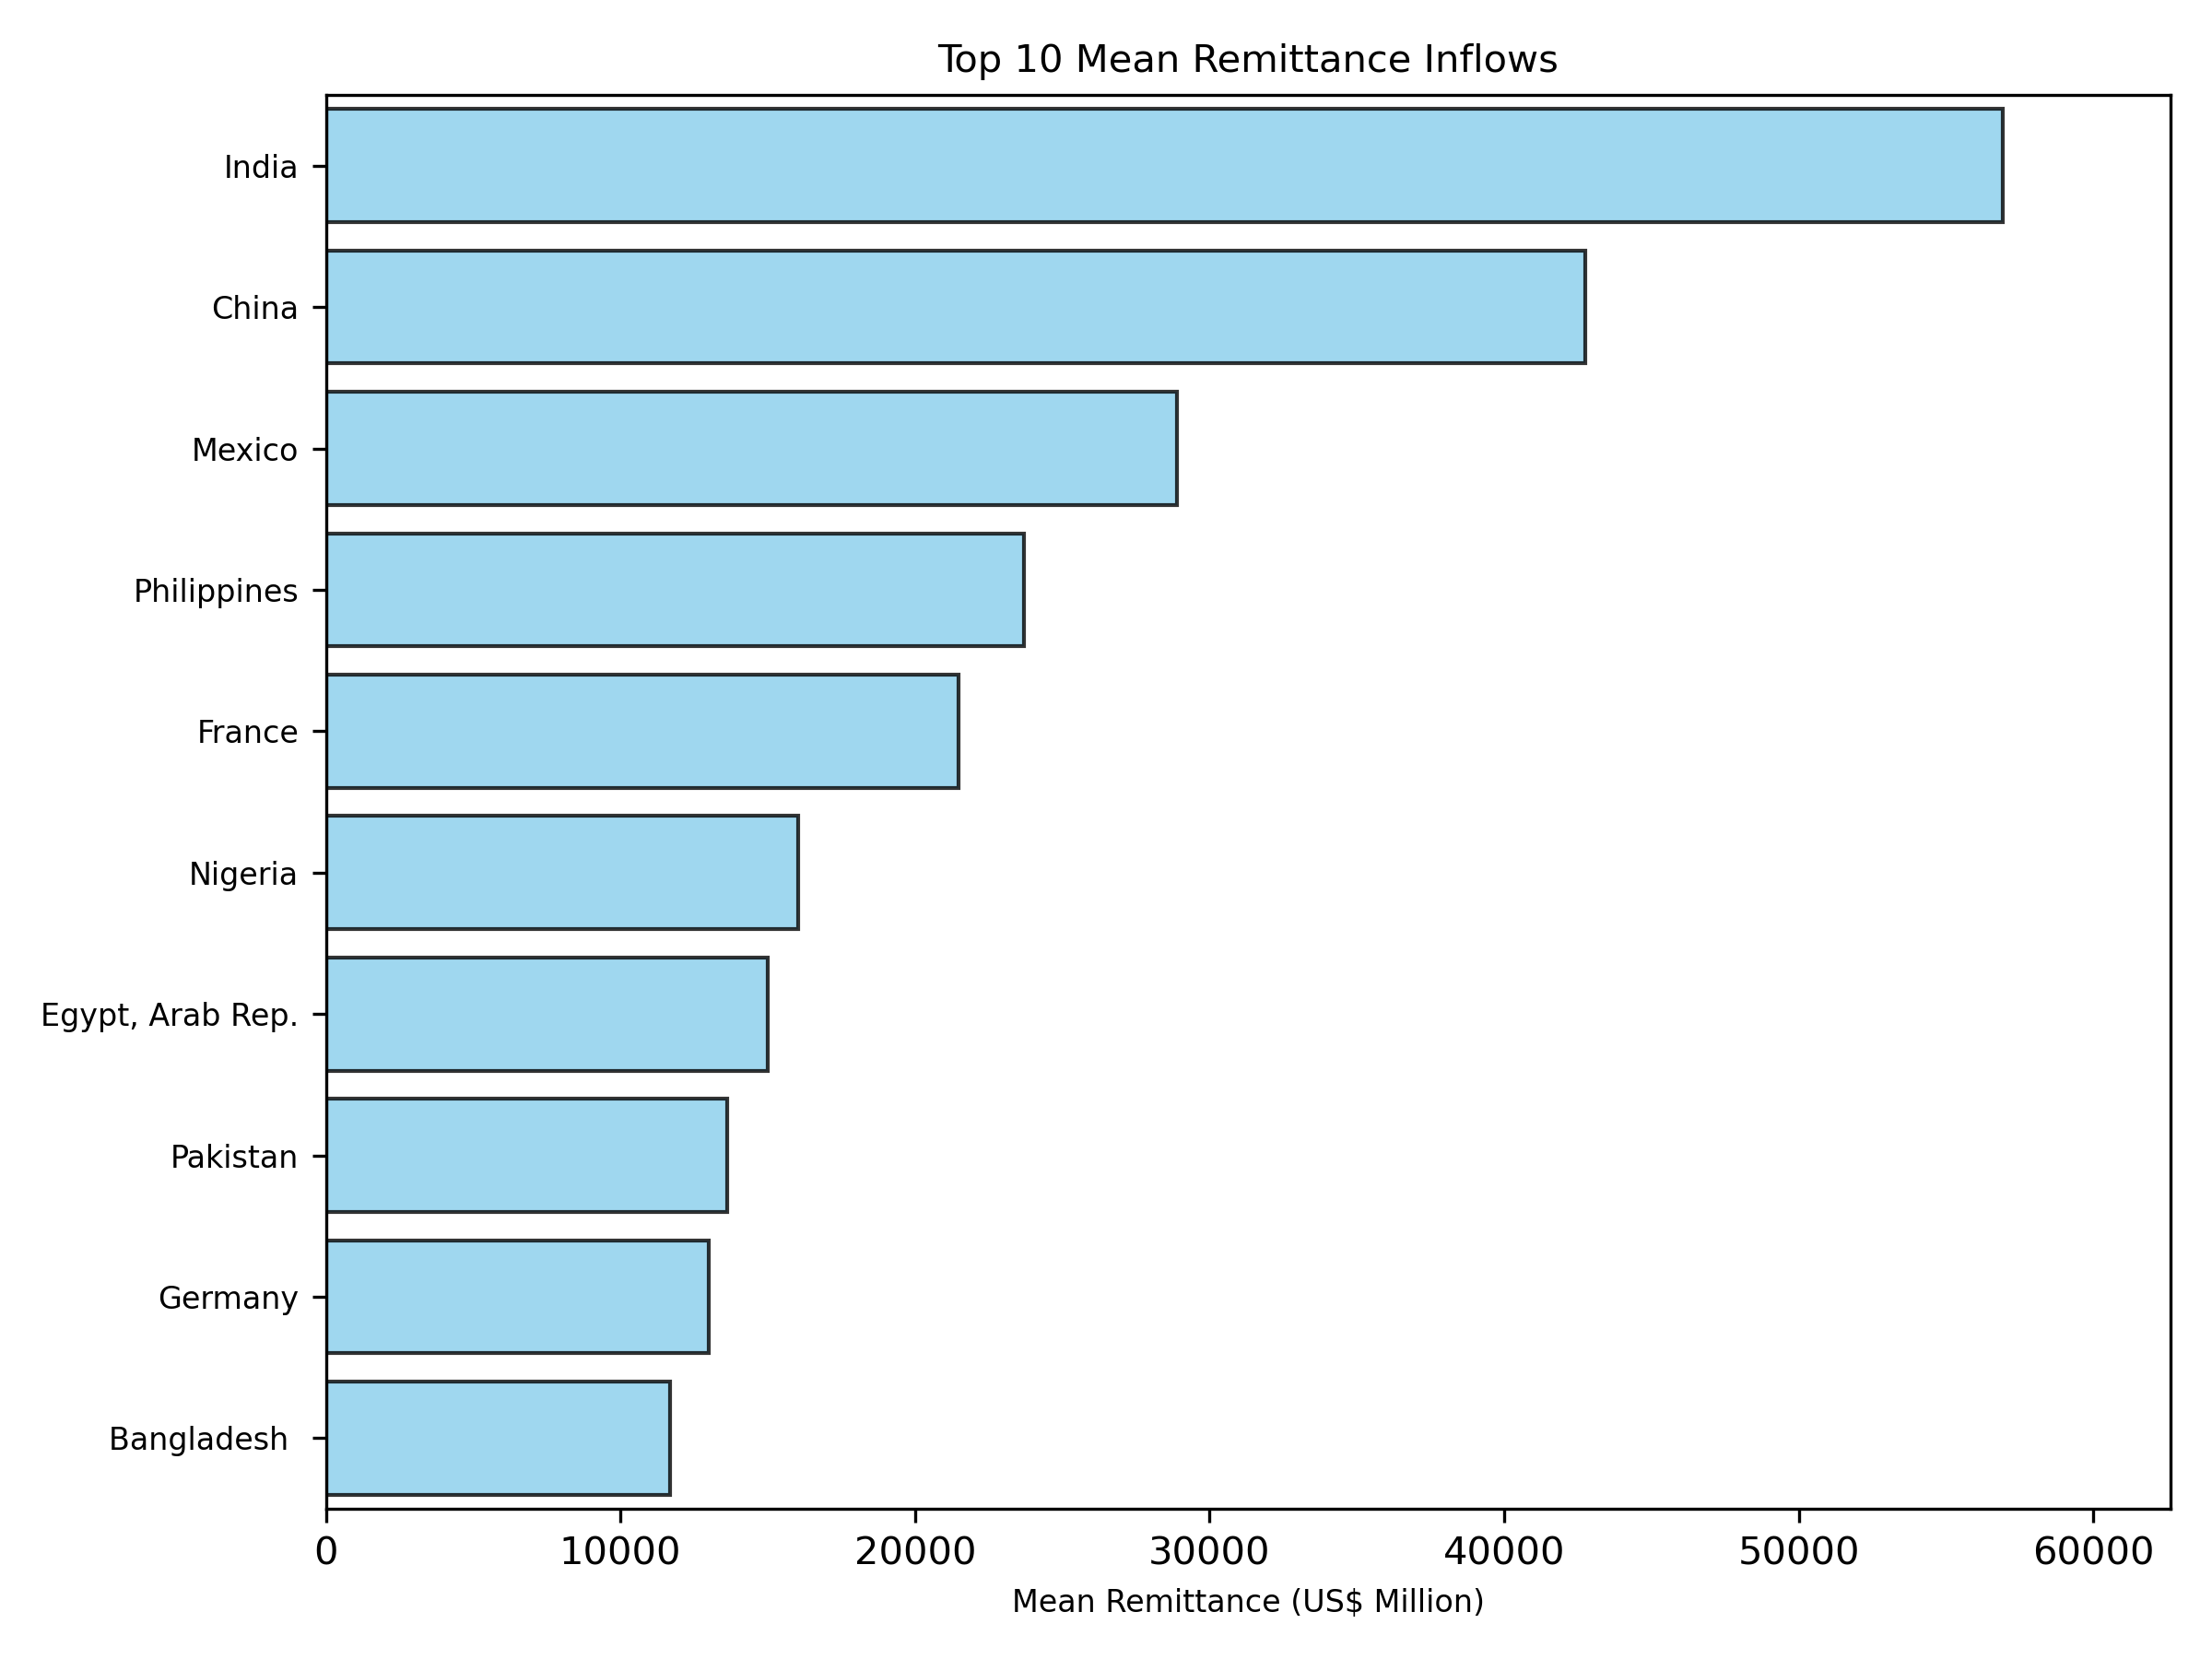 Top 10 Mean Remittance Inflows
India
China
Mexico
Philippines
France
Nigeria
Egypt, Arab Rep.
Pakistan
Germany
Bangladesh
0 10000 20000 30000 40000 50000 60000
Mean Remittance (US$ Million)